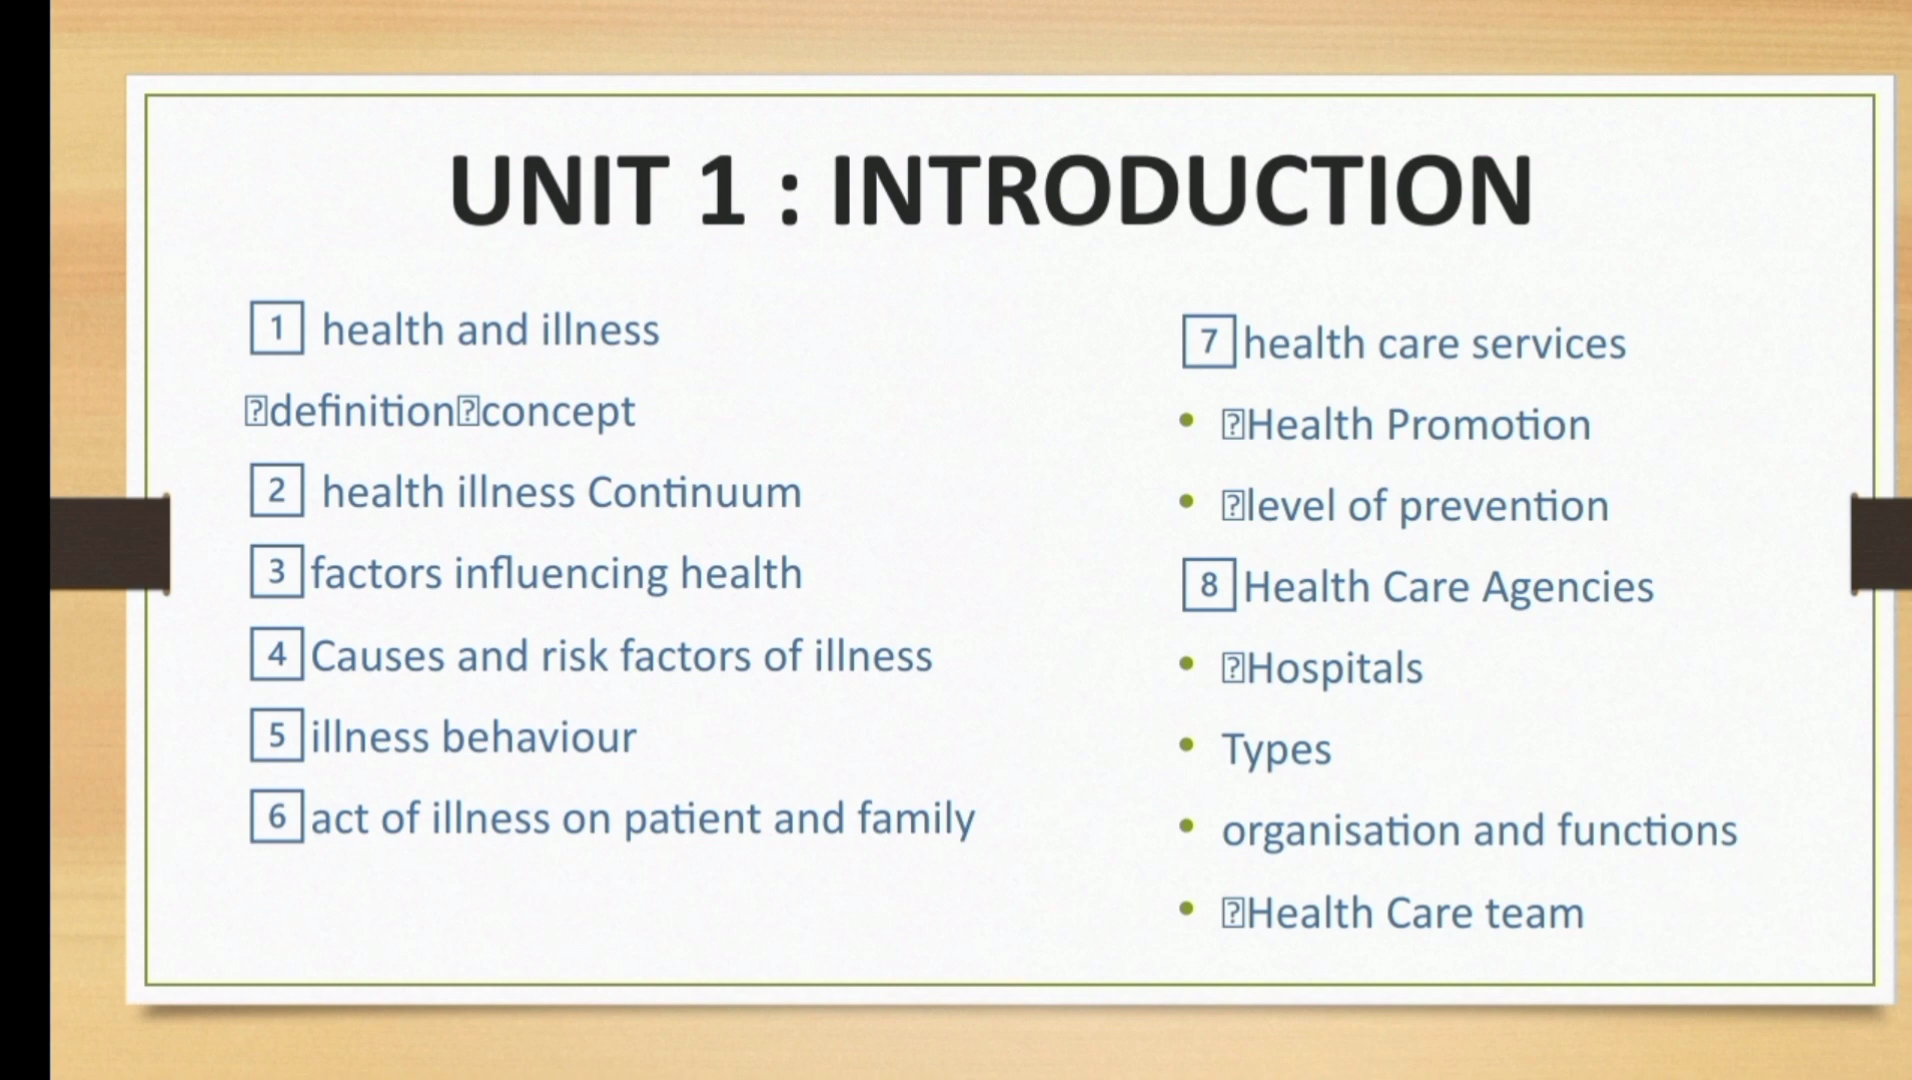 UNIT 1 : INTRODUCTION
1 health and illness
�definition�concept
2 health illness Continuum
3 factors influencing health
4 Causes and risk factors of illness
5 illness behaviour
6 act of illness on patient and family
7 health care services
• �Health Promotion
• �level of prevention
8 Health Care Agencies
• �Hospitals
• Types
• organisation and functions
• �Health Care team